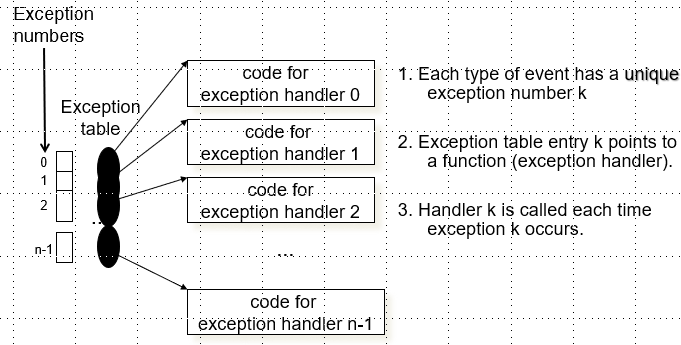 Exception
numbers
Exception
table
0
1
2
...
n-1
code for
exception handler 0
code for
exception handler 1
code for
exception handler 2
...
code for
exception handler n-1
1. Each type of event has a unique
exception number k
2. Exception table entry k points to
a function (exception handler).
3. Handler k is called each time
exception k occurs.